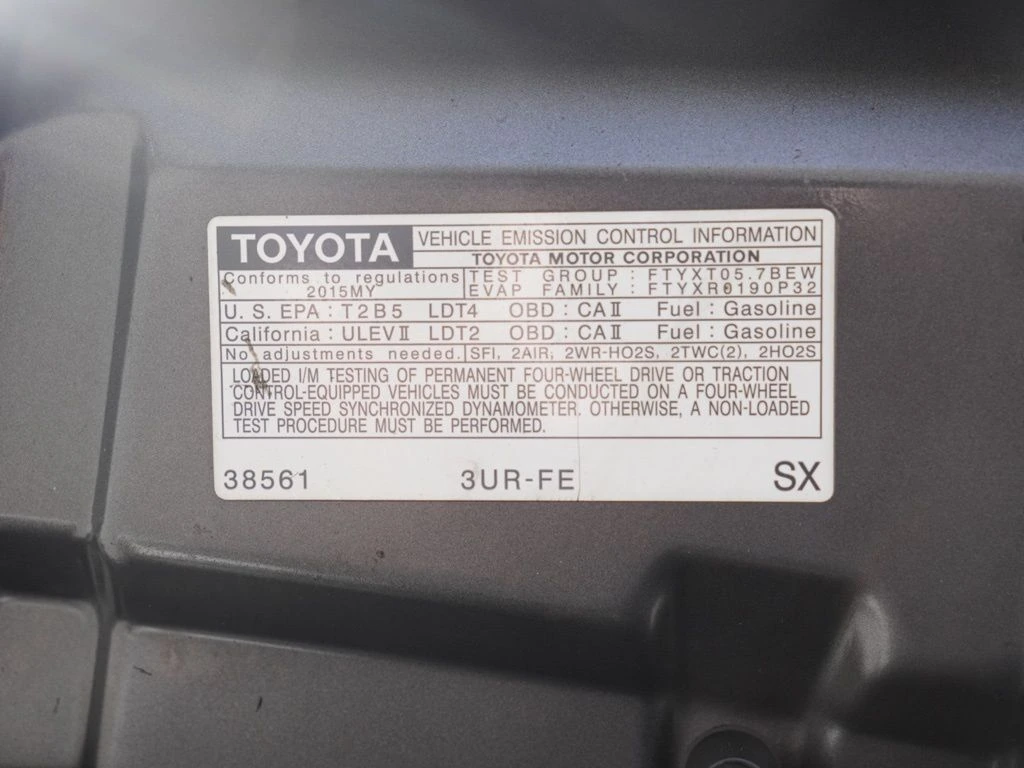 TOYOTA VEHICLE EMISSION CONTROL INFORMATION
TOYOTA MOTOR CORPORATION
Conforms to regulations TEST GROUP : FTYXT05.7BEW
2015MY EVAP FAMILY : FTYXR0190P32
U. S. EPA : T2B5 LDT4 OBD : CAⅡ Fuel : Gasoline
California : ULEVⅡ LDT2 OBD : CAⅡ Fuel : Gasoline
No adjustments needed. SFI, 2AIR, 2WR-HO2S, 2TWC(2), 2HO2S
LOADED I/M TESTING OF PERMANENT FOUR-WHEEL DRIVE OR TRACTION
CONTROL-EQUIPPED VEHICLES MUST BE CONDUCTED ON A FOUR-WHEEL
DRIVE SPEED SYNCHRONIZED DYNAMOMETER. OTHERWISE, A NON-LOADED
TEST PROCEDURE MUST BE PERFORMED.
38561 3UR-FE SX